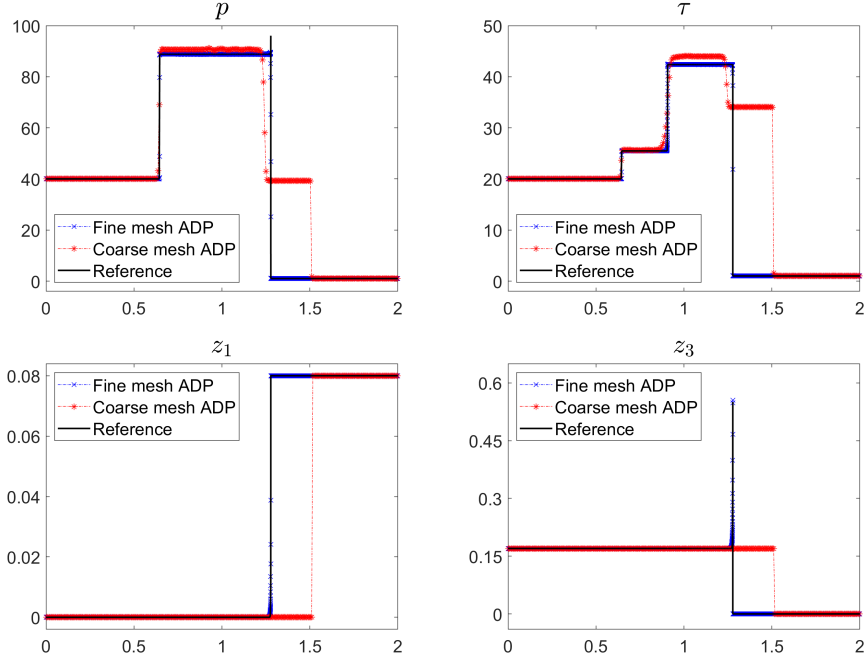 p
100
80
60
40
20
0
Fine mesh ADP
Coarse mesh ADP
Reference
0 0.5 1 1.5 2
τ
50
40
30
20
10
0
Fine mesh ADP
Coarse mesh ADP
Reference
0 0.5 1 1.5 2
z1
0.08
0.06
0.04
0.02
0
Fine mesh ADP
Coarse mesh ADP
Reference
0 0.5 1 1.5 2
z3
0.6
0.45
0.3
0.15
0
Fine mesh ADP
Coarse mesh ADP
Reference
0 0.5 1 1.5 2